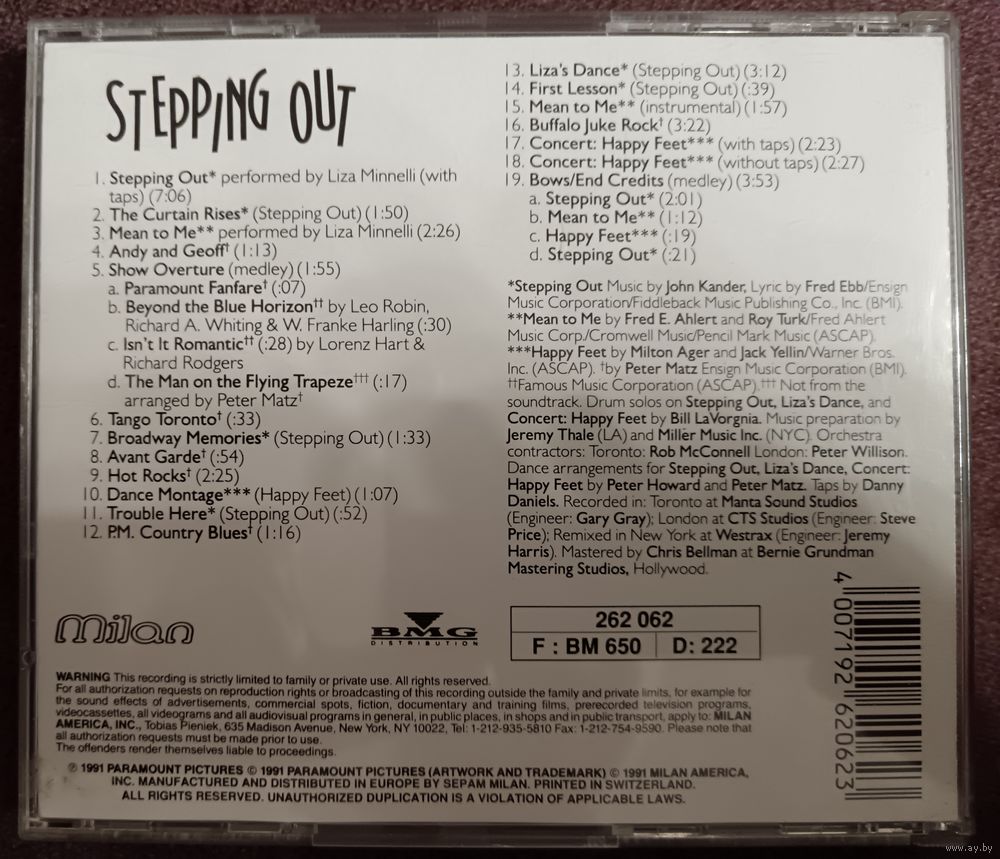 STEPPING OUT
1. Stepping Out* performed by Liza Minnelli (with
taps) (7:06)
2. The Curtain Rises* (Stepping Out) (1:50)
3. Mean to Me** performed by Liza Minnelli (2:26)
4. Andy and Geoff† (1:13)
5. Show Overture (medley) (1:55)
a. Paramount Fanfare† (:07)
b. Beyond the Blue Horizon†† by Leo Robin,
Richard A. Whiting & W. Franke Harling (:30)
c. Isn't It Romantic†† (:28) by Lorenz Hart &
Richard Rodgers
d. The Man on the Flying Trapeze††† (:17)
arranged by Peter Matz†
6. Tango Toronto† (:33)
7. Broadway Memories* (Stepping Out) (1:33)
8. Avant Garde† (:54)
9. Hot Rocks† (2:25)
10. Dance Montage*** (Happy Feet) (1:07)
11. Trouble Here* (Stepping Out) (:52)
12. P.M. Country Blues† (1:16)
13. Liza's Dance* (Stepping Out) (3:12)
14. First Lesson* (Stepping Out) (:39)
15. Mean to Me** (instrumental) (1:57)
16. Buffalo Juke Rock† (3:22)
17. Concert: Happy Feet*** (with taps) (2:23)
18. Concert: Happy Feet*** (without taps) (2:27)
19. Bows/End Credits (medley) (3:53)
a. Stepping Out* (2:01)
b. Mean to Me** (1:12)
c. Happy Feet*** (:19)
d. Stepping Out* (:21)
*Stepping Out Music by John Kander, Lyric by Fred Ebb/Ensign
Music Corporation/Fiddleback Music Publishing Co., Inc. (BMI).
**Mean to Me by Fred E. Ahlert and Roy Turk/Fred Ahlert
Music Corp./Cromwell Music/Pencil Mark Music (ASCAP).
***Happy Feet by Milton Ager and Jack Yellin/Warner Bros.
Inc. (ASCAP). †by Peter Matz Ensign Music Corporation (BMI).
††Famous Music Corporation (ASCAP). ††† Not from the
soundtrack. Drum solos on Stepping Out, Liza's Dance, and
Concert: Happy Feet by Bill LaVorgnia. Music preparation by
Jeremy Thale (LA) and Miller Music Inc. (NYC). Orchestra
contractors: Toronto: Rob McConnell London: Peter Willison.
Dance arrangements for Stepping Out, Liza's Dance, Concert:
Happy Feet by Peter Howard and Peter Matz. Taps by Danny
Daniels. Recorded in: Toronto at Manta Sound Studios
(Engineer: Gary Gray); London at CTS Studios (Engineer: Steve
Price); Remixed in New York at Westrax (Engineer: Jeremy
Harris). Mastered by Chris Bellman at Bernie Grundman
Mastering Studios, Hollywood.
Milan
BMG
DISTRIBUTION
262 062
F : BM 650 D: 222
4 007192 620623
WARNING This recording is strictly limited to family or private use. All rights reserved.
For all authorization requests on reproduction rights or broadcasting of this recording outside the family and private limits, for example for
the sound effects of advertisements, commercial spots, fiction, documentary and training films, prerecorded television programs,
videocassettes, all videograms and all audiovisual programs in general, in public places, in shops and in public transport, apply to: MILAN
AMERICA, INC., Tobias Pieniek, 635 Madison Avenue, New York, NY 10022, Tel: 1-212-935-5810 Fax: 1-212-754-9590. Please note that
all authorization requests must be made prior to use.
The offenders render themselves liable to proceedings.
℗ 1991 PARAMOUNT PICTURES © 1991 PARAMOUNT PICTURES (ARTWORK AND TRADEMARK) © 1991 MILAN AMERICA,
INC. MANUFACTURED AND DISTRIBUTED IN EUROPE BY SEPAM MILAN. PRINTED IN SWITZERLAND.
ALL RIGHTS RESERVED. UNAUTHORIZED DUPLICATION IS A VIOLATION OF APPLICABLE LAWS.
www.ay.by